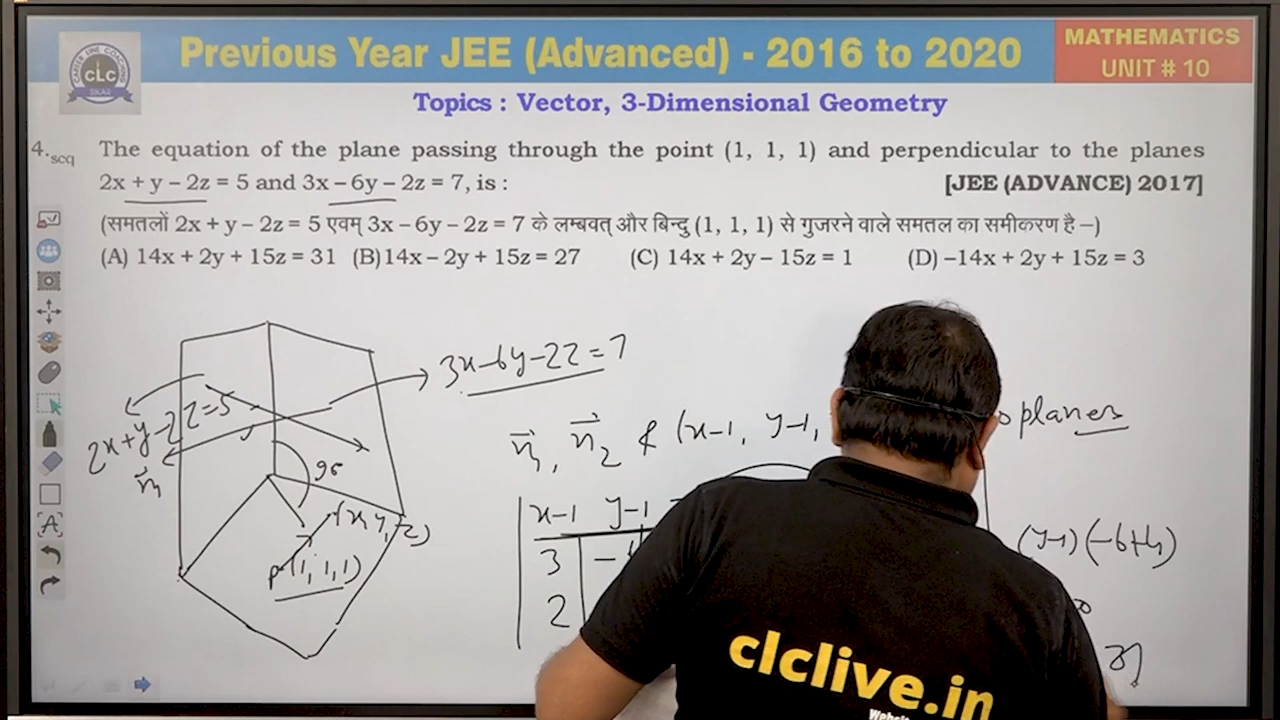 Previous Year JEE (Advanced) - 2016 to 2020
MATHEMATICS
UNIT # 10
CAREER LINE COACHING
CLC
SIKAR
Topics : Vector, 3-Dimensional Geometry
4.scq The equation of the plane passing through the point (1, 1, 1) and perpendicular to the planes
2x + y – 2z = 5 and 3x – 6y – 2z = 7, is : [JEE (ADVANCE) 2017]
(समतलों 2x + y – 2z = 5 एवम् 3x – 6y – 2z = 7 के लम्बवत् और बिन्दु (1, 1, 1) से गुजरने वाले समतल का समीकरण है –)
(A) 14x + 2y + 15z = 31 (B) 14x – 2y + 15z = 27 (C) 14x + 2y – 15z = 1 (D) –14x + 2y + 15z = 3
3x-6y-2z=7
2x+y-2z=5
n₁
90
(x, y, z)
P(1, 1, 1)
n₁, n₂ & (x-1, y-1, planes
x-1 y-1
3
2
(y-1)(-6+4)
clclive.in